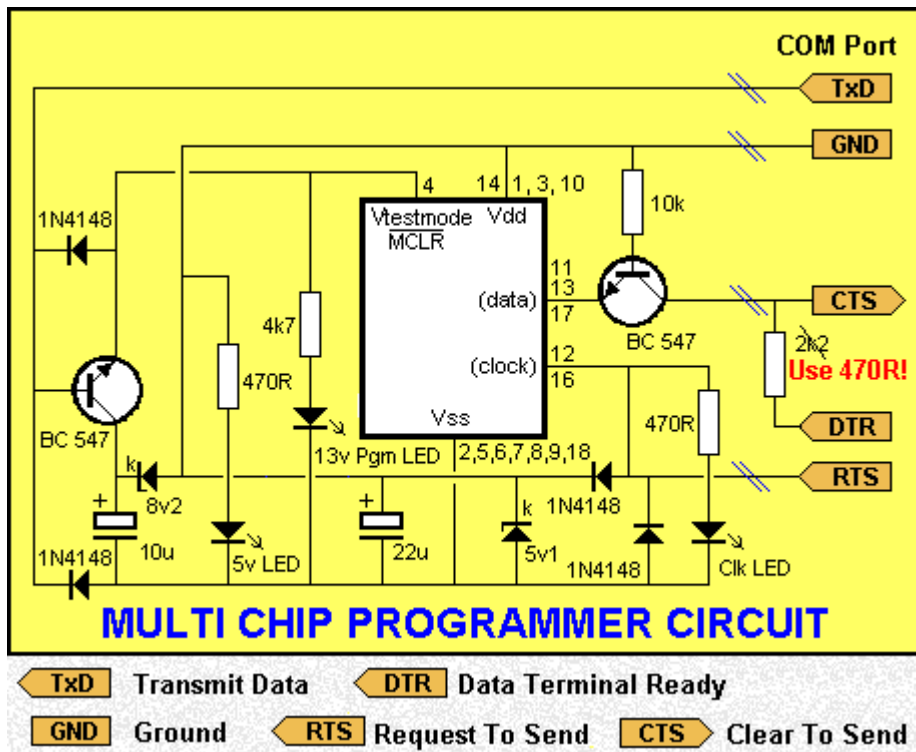 COM Port
TxD
GND
4
14 1, 3, 10
10k
1N4148
Vtestmode
Vdd
MCLR
11
13
(data)
17
CTS
4k7
BC 547
2k2
Use 470R!
12
(clock)
16
470R
470R
Vss
DTR
BC 547
13v Pgm LED
2,5,6,7,8,9,18
k
8v2
RTS
+
+
k
1N4148
10u
5v LED
22u
5v1
1N4148
1N4148
Clk LED
MULTI CHIP PROGRAMMER CIRCUIT
TxD Transmit Data DTR Data Terminal Ready
GND Ground RTS Request To Send CTS Clear To Send